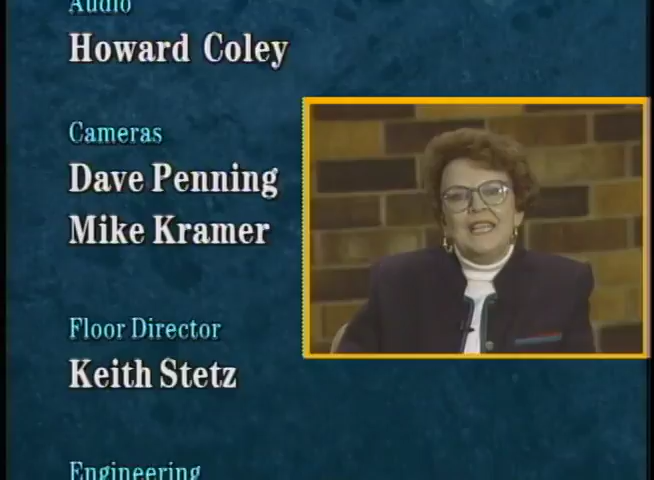 Audio
Howard Coley
Cameras
Dave Penning
Mike Kramer
Floor Director
Keith Stetz
Engineering